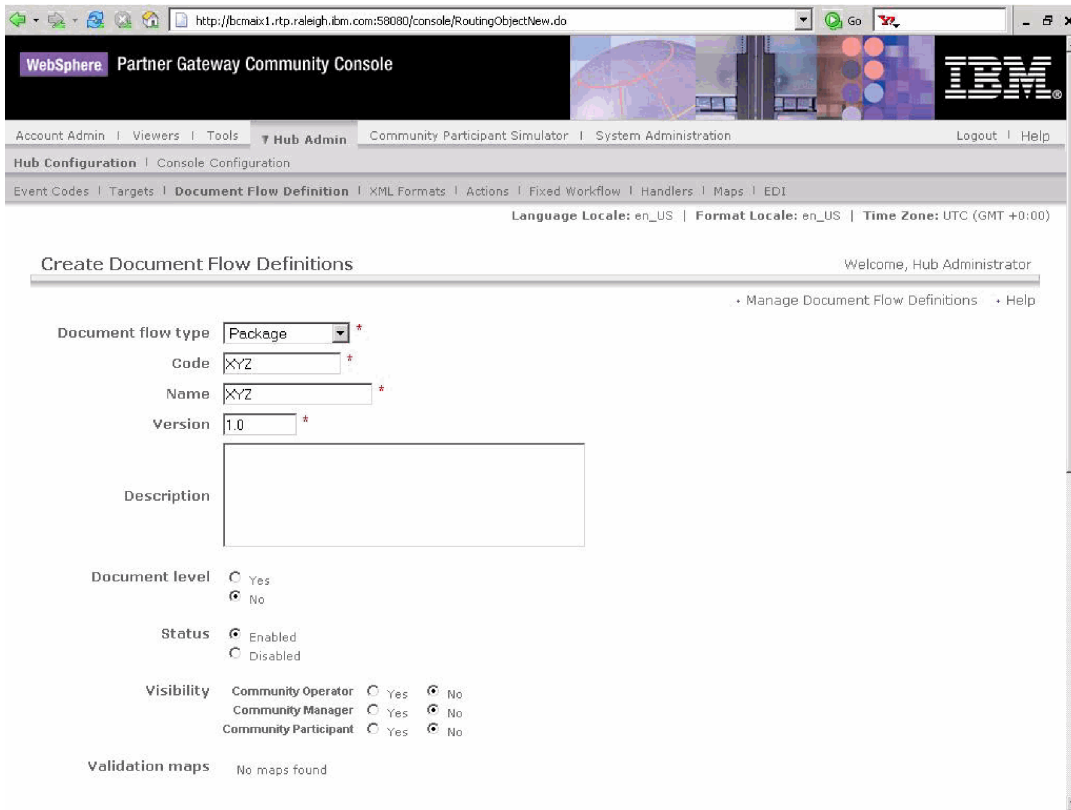 http://bcmaix1.rtp.raleigh.ibm.com:58080/console/RoutingObjectNew.do Go Y!
WebSphere Partner Gateway Community Console IBM®
Account Admin | Viewers | Tools Hub Admin Community Participant Simulator | System Administration Logout | Help
Hub Configuration | Console Configuration
Event Codes | Targets | Document Flow Definition | XML Formats | Actions | Fixed Workflow | Handlers | Maps | EDI
Language Locale: en_US | Format Locale: en_US | Time Zone: UTC (GMT +0:00)
Create Document Flow Definitions Welcome, Hub Administrator
Manage Document Flow Definitions Help
Document flow type Package *
Code XYZ *
Name XYZ *
Version 1.0 *
Description
Document level Yes
No
Status Enabled
Disabled
Visibility Community Operator Yes No
Community Manager Yes No
Community Participant Yes No
Validation maps No maps found